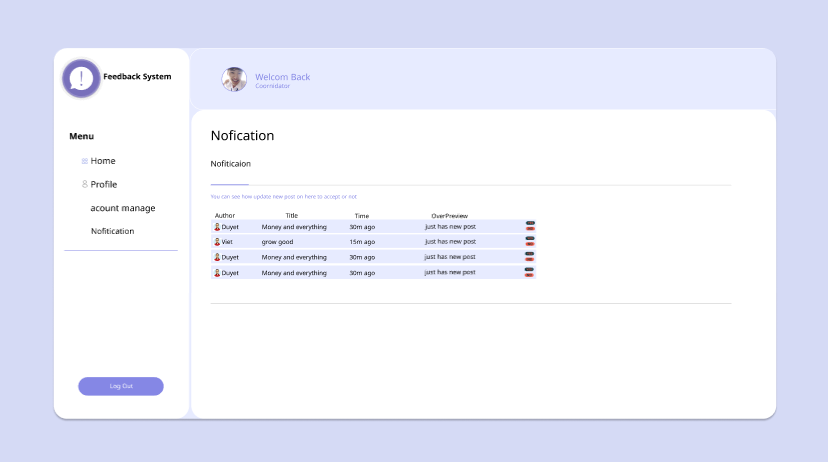 Feedback System
Welcom Back
Coornidator
Menu
Home
Profile
acount manage
Nofitication
Log Out
Nofication
Nofiticaion
You can see how update new post on here to accept or not
Author Title Time OverPreview
Duyet Money and everything 30m ago just has new post
Viet grow good 15m ago just has new post
Duyet Money and everything 30m ago just has new post
Duyet Money and everything 30m ago just has new post